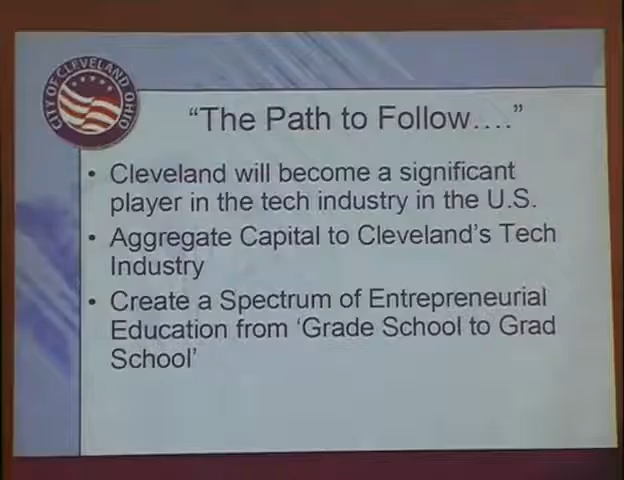 CITY OF CLEVELAND, OHIO
“The Path to Follow….”
• Cleveland will become a significant
player in the tech industry in the U.S.
• Aggregate Capital to Cleveland’s Tech
Industry
• Create a Spectrum of Entrepreneurial
Education from ‘Grade School to Grad
School’